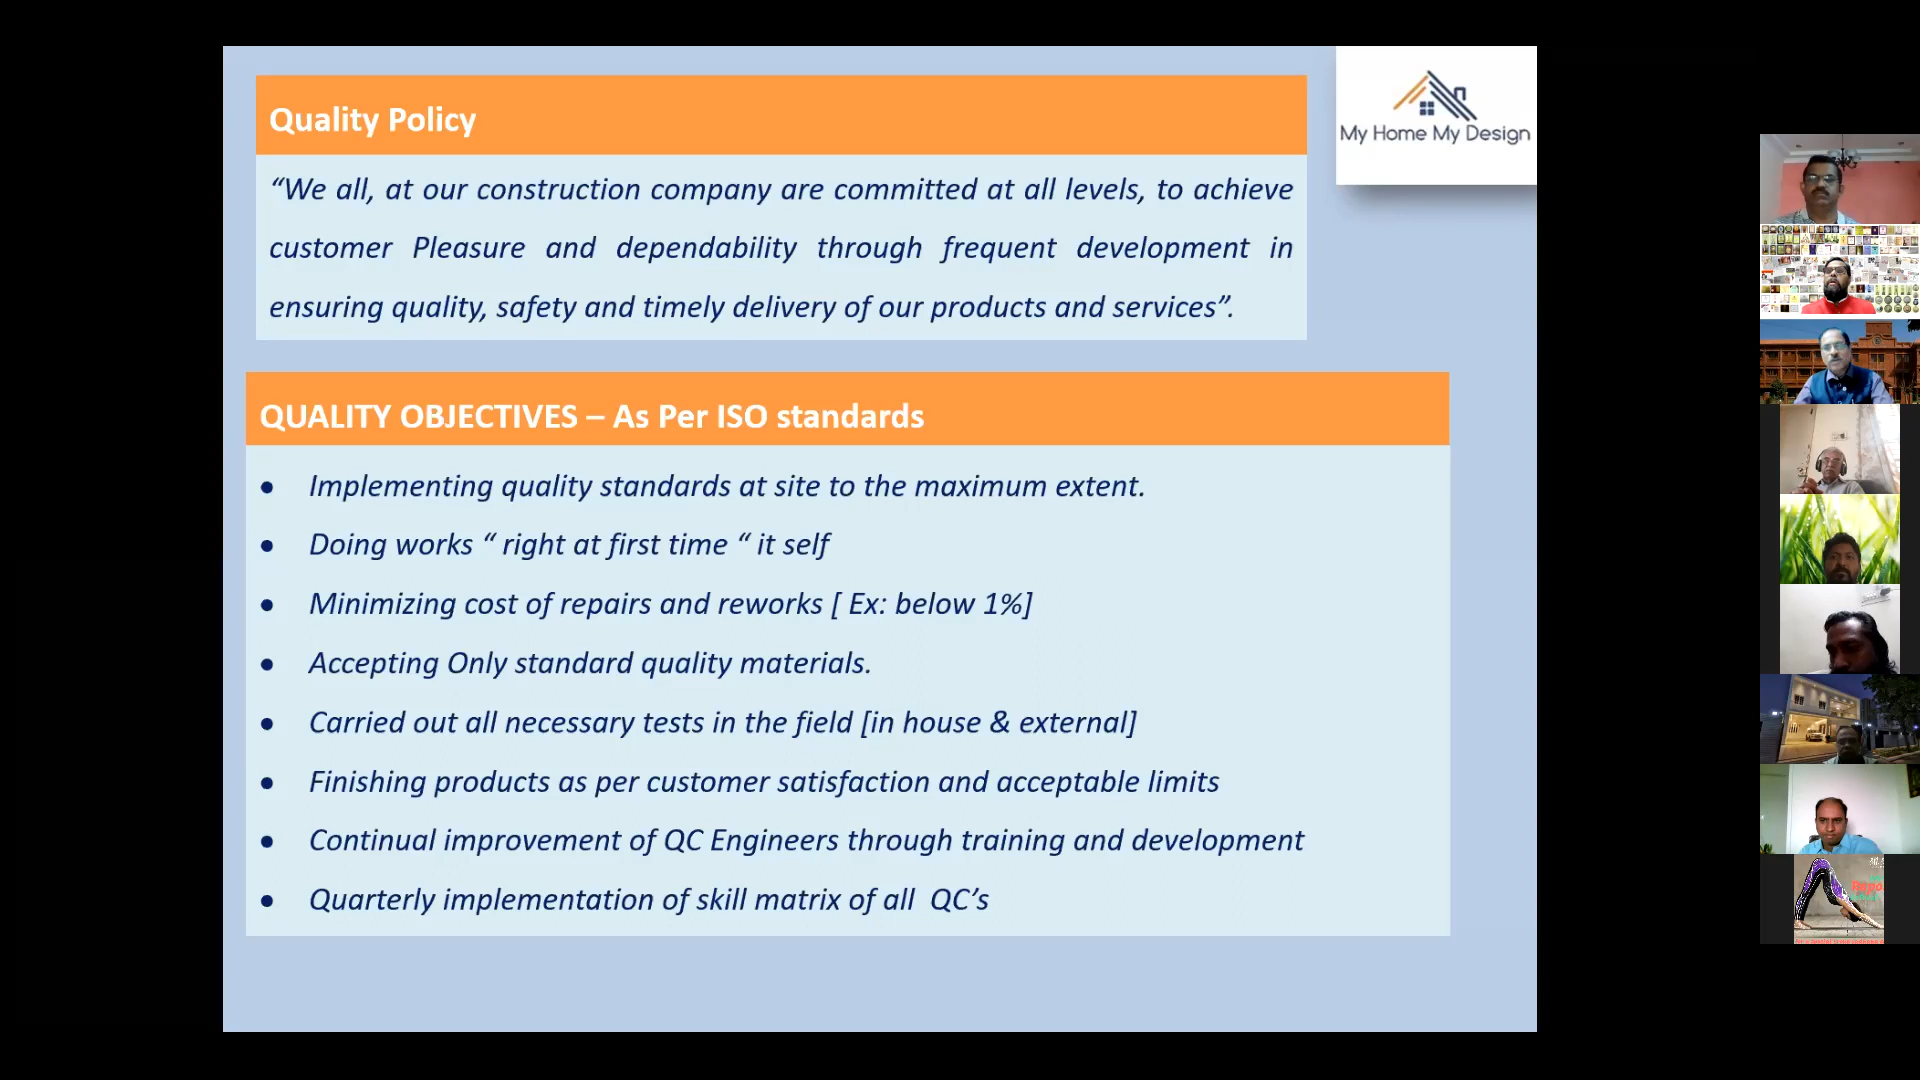 Quality Policy
My Home My Design
“We all, at our construction company are committed at all levels, to achieve
customer Pleasure and dependability through frequent development in
ensuring quality, safety and timely delivery of our products and services”.
QUALITY OBJECTIVES – As Per ISO standards
● Implementing quality standards at site to the maximum extent.
● Doing works “ right at first time “ it self
● Minimizing cost of repairs and reworks [ Ex: below 1%]
● Accepting Only standard quality materials.
● Carried out all necessary tests in the field [in house & external]
● Finishing products as per customer satisfaction and acceptable limits
● Continual improvement of QC Engineers through training and development
● Quarterly implementation of skill matrix of all  QC’s